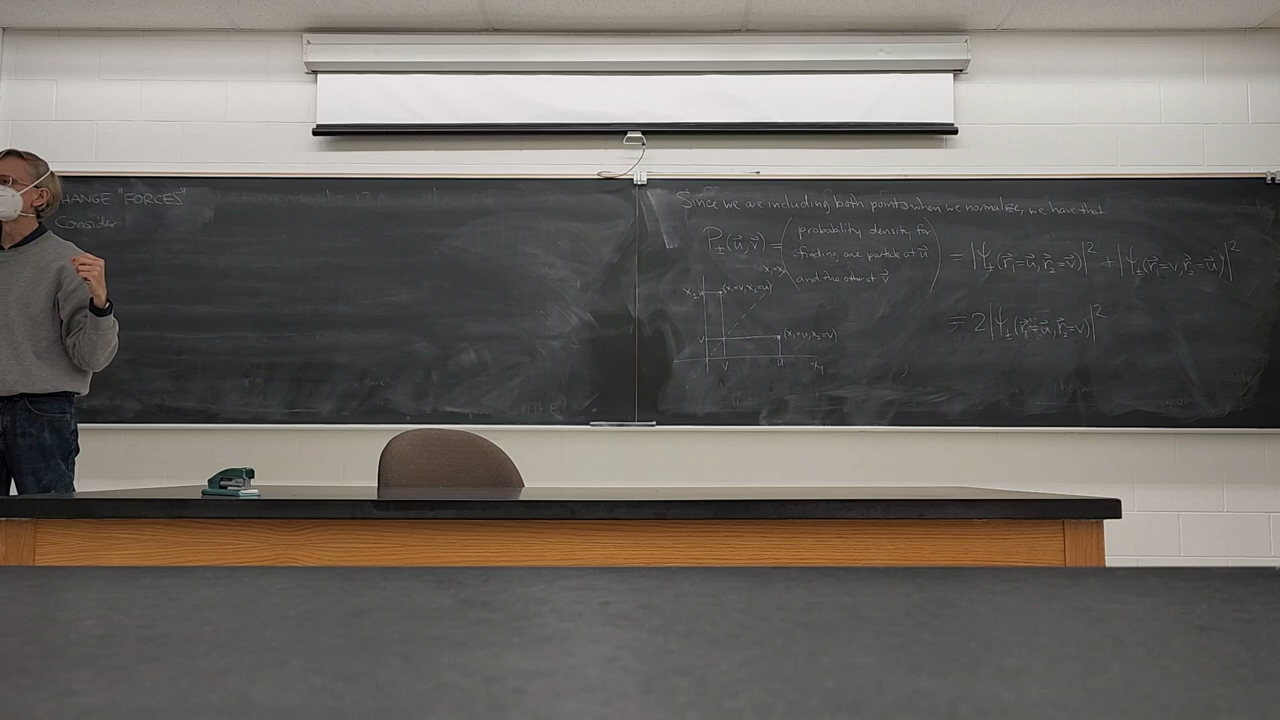 HANGE "FORCES"
Consider
Since we are including both points when we normalize, we have that
P±(u⃗,v⃗) = (probability density for
finding one particle at u⃗
and the other at v⃗) = |ψ±(r⃗₁=u⃗,r⃗₂=v⃗)|² + |ψ±(r⃗₁=v,r⃗₂=u⃗)|²
= 2|ψ±(r⃗₁=u⃗,r⃗₂=v)|²
x₁=x₂
x₂ u (x₁=v,x₂=u)
v (x₁=u,x₂=v)
v u x₁